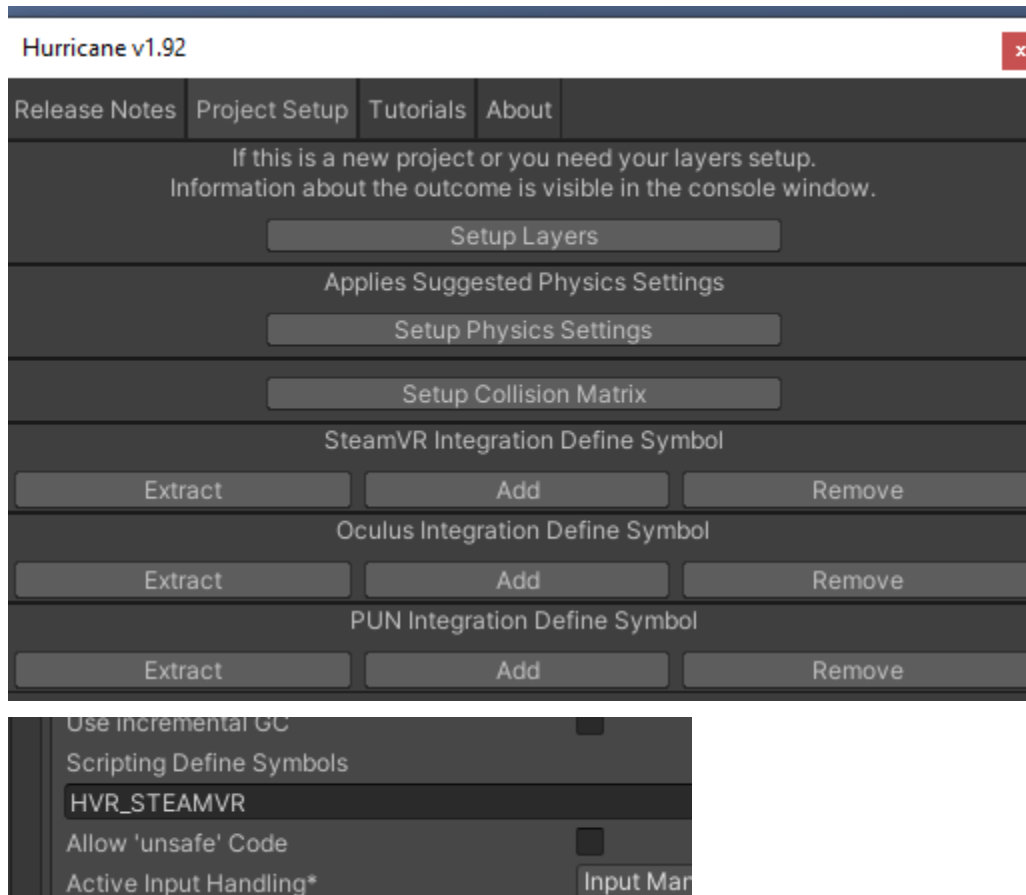 Hurricane v1.92
x
Release Notes Project Setup Tutorials About
If this is a new project or you need your layers setup.
Information about the outcome is visible in the console window.
Setup Layers
Applies Suggested Physics Settings
Setup Physics Settings
Setup Collision Matrix
SteamVR Integration Define Symbol
Extract Add Remove
Oculus Integration Define Symbol
Extract Add Remove
PUN Integration Define Symbol
Extract Add Remove
Use Incremental GC
Scripting Define Symbols
HVR_STEAMVR
Allow 'unsafe' Code
Active Input Handling* Input Man